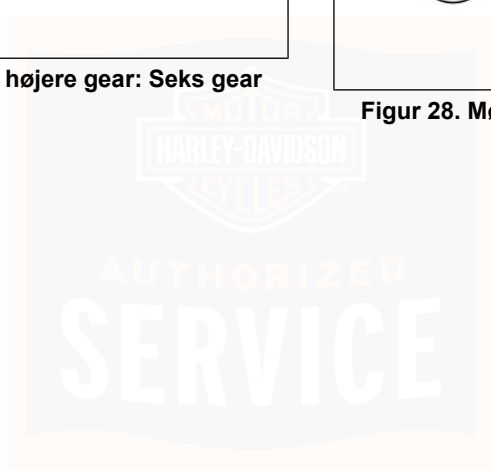 højere gear: Seks gear
Figur 28. M
MOTOR
HARLEY-DAVIDSON
CYCLES
AUTHORIZED
SERVICE